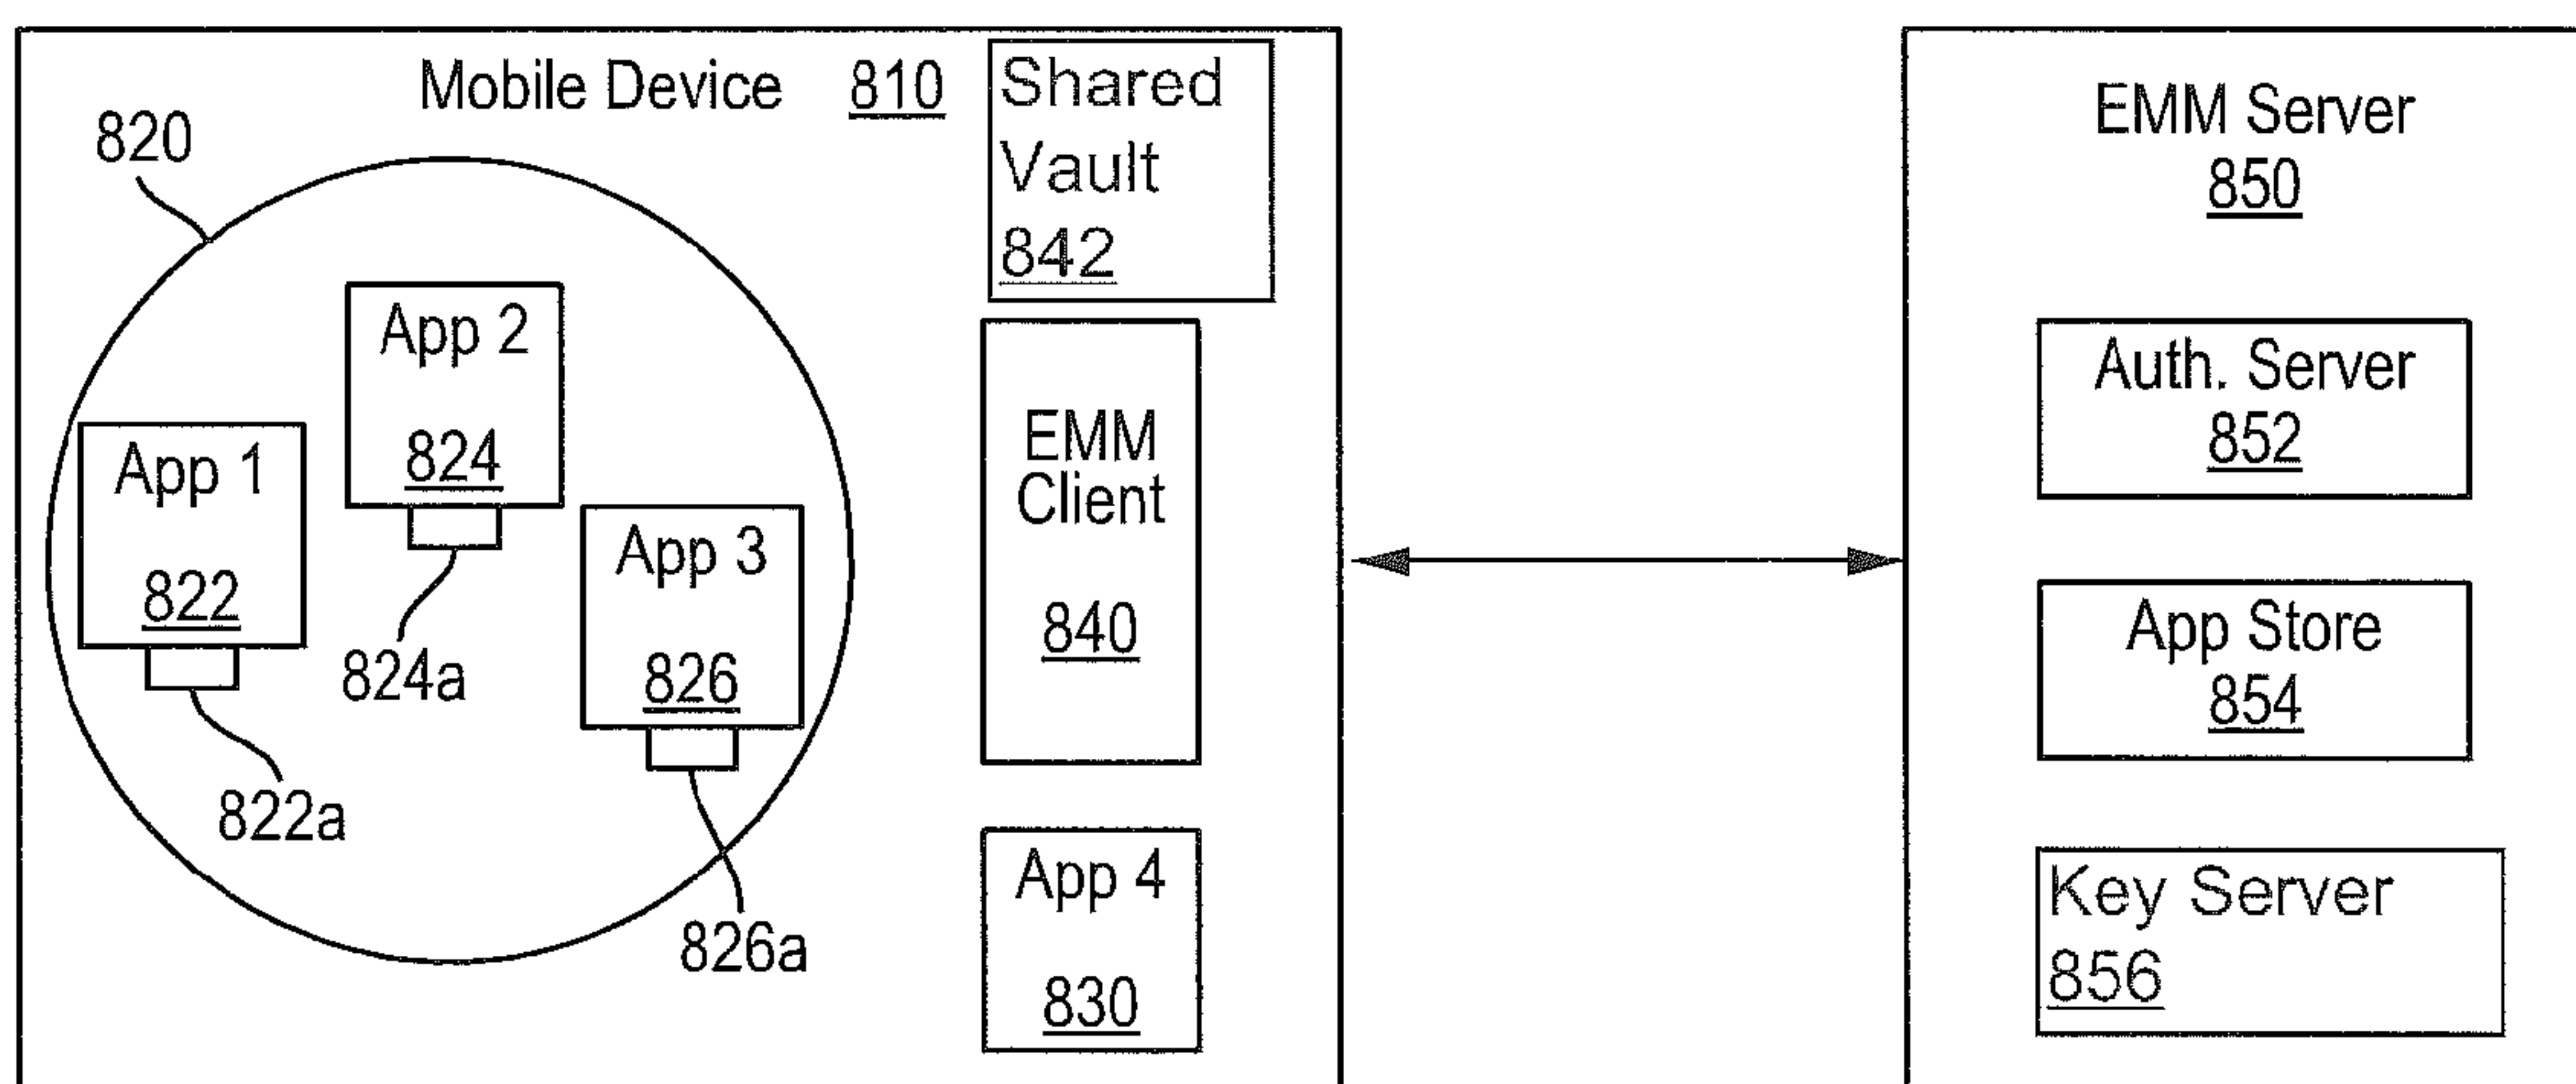 Mobile Device 810
820
App 1
822
822a
App 2
824
824a
App 3
826
826a
Shared
Vault
842
EMM
Client
840
App 4
830
EMM Server
850
Auth. Server
852
App Store
854
Key Server
856